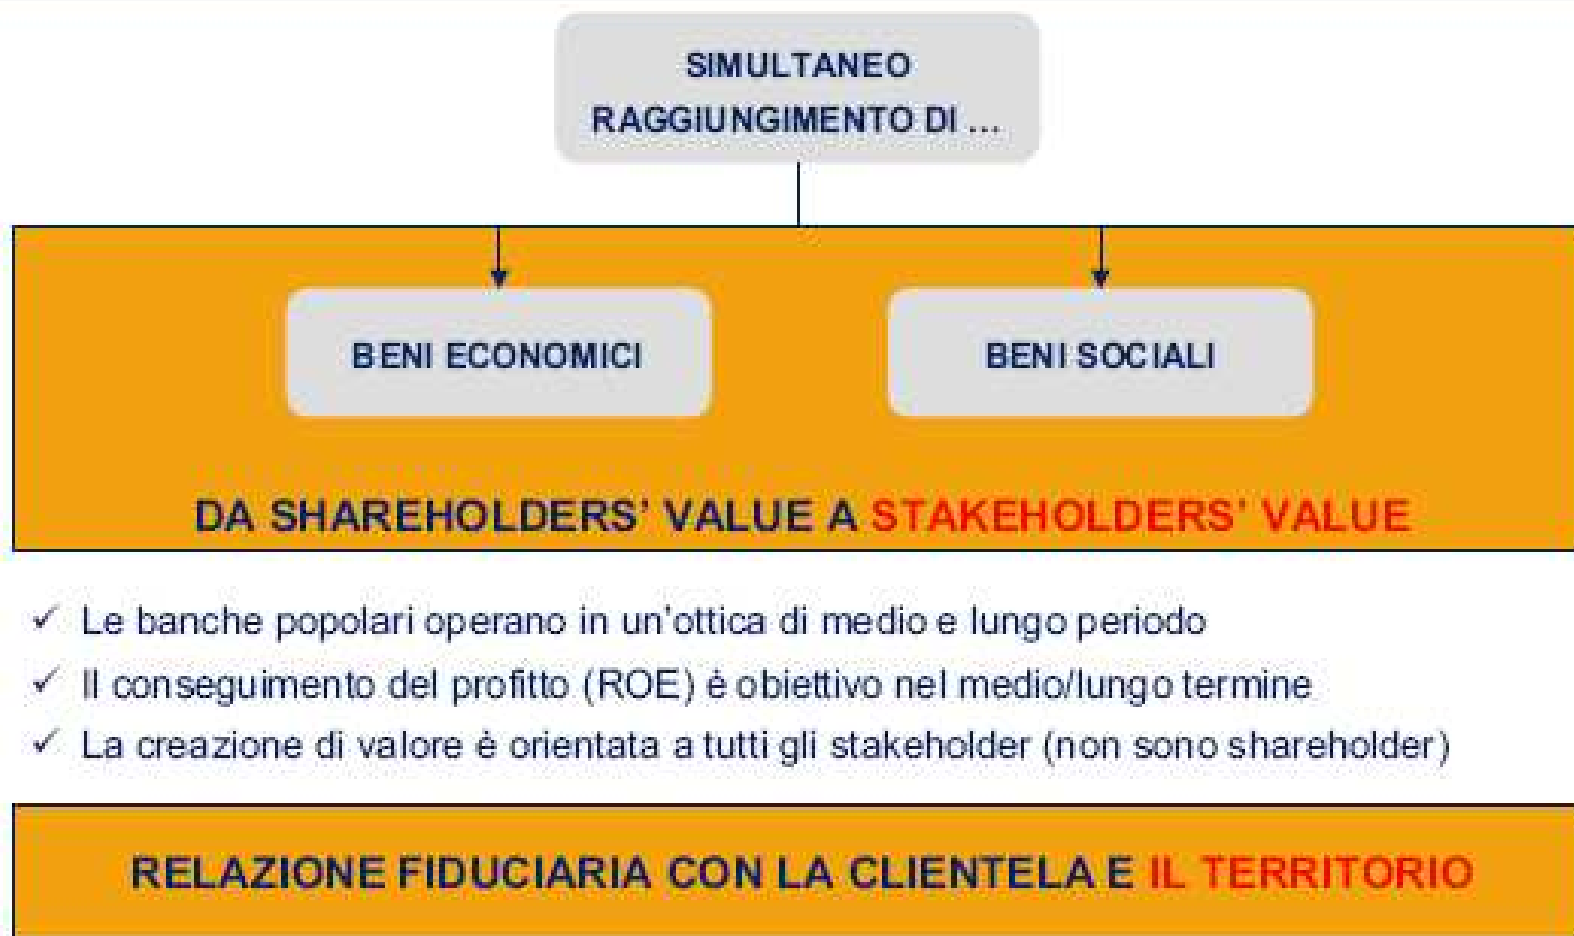 SIMULTANEO
RAGGIUNGIMENTO DI ...
BENI ECONOMICI
BENI SOCIALI
DA SHAREHOLDERS' VALUE A STAKEHOLDERS' VALUE
✓ Le banche popolari operano in un'ottica di medio e lungo periodo
✓ Il conseguimento del profitto (ROE) è obiettivo nel medio/lungo termine
✓ La creazione di valore è orientata a tutti gli stakeholder (non sono shareholder)
RELAZIONE FIDUCIARIA CON LA CLIENTELA E IL TERRITORIO